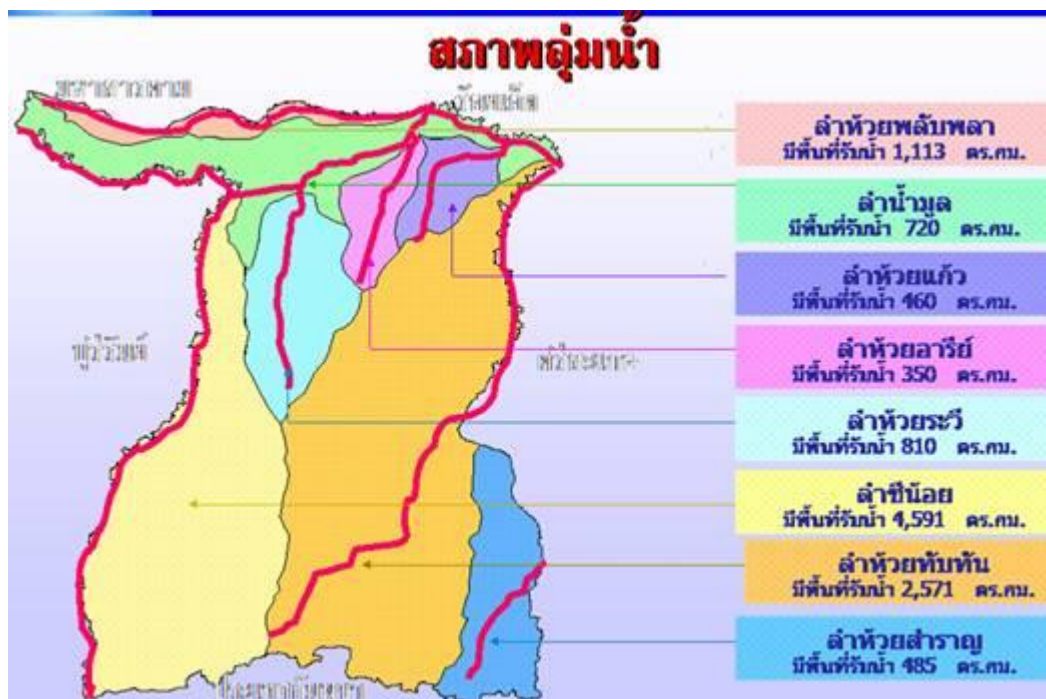 สภาพลุ่มน้ำ
ลำห้วยพลับพลา
มีพื้นที่รับน้ำ 1,113 ตร.กม.
ลำน้ำมูล
มีพื้นที่รับน้ำ 720 ตร.กม.
ลำห้วยแก้ว
มีพื้นที่รับน้ำ 460 ตร.กม.
ลำห้วยอารีย์
มีพื้นที่รับน้ำ 350 ตร.กม.
ลำห้วยระวี
มีพื้นที่รับน้ำ 810 ตร.กม.
ลำชีน้อย
มีพื้นที่รับน้ำ 4,591 ตร.กม.
ลำห้วยทับทัน
มีพื้นที่รับน้ำ 2,571 ตร.กม.
ลำห้วยสำราญ
มีพื้นที่รับน้ำ 485 ตร.กม.